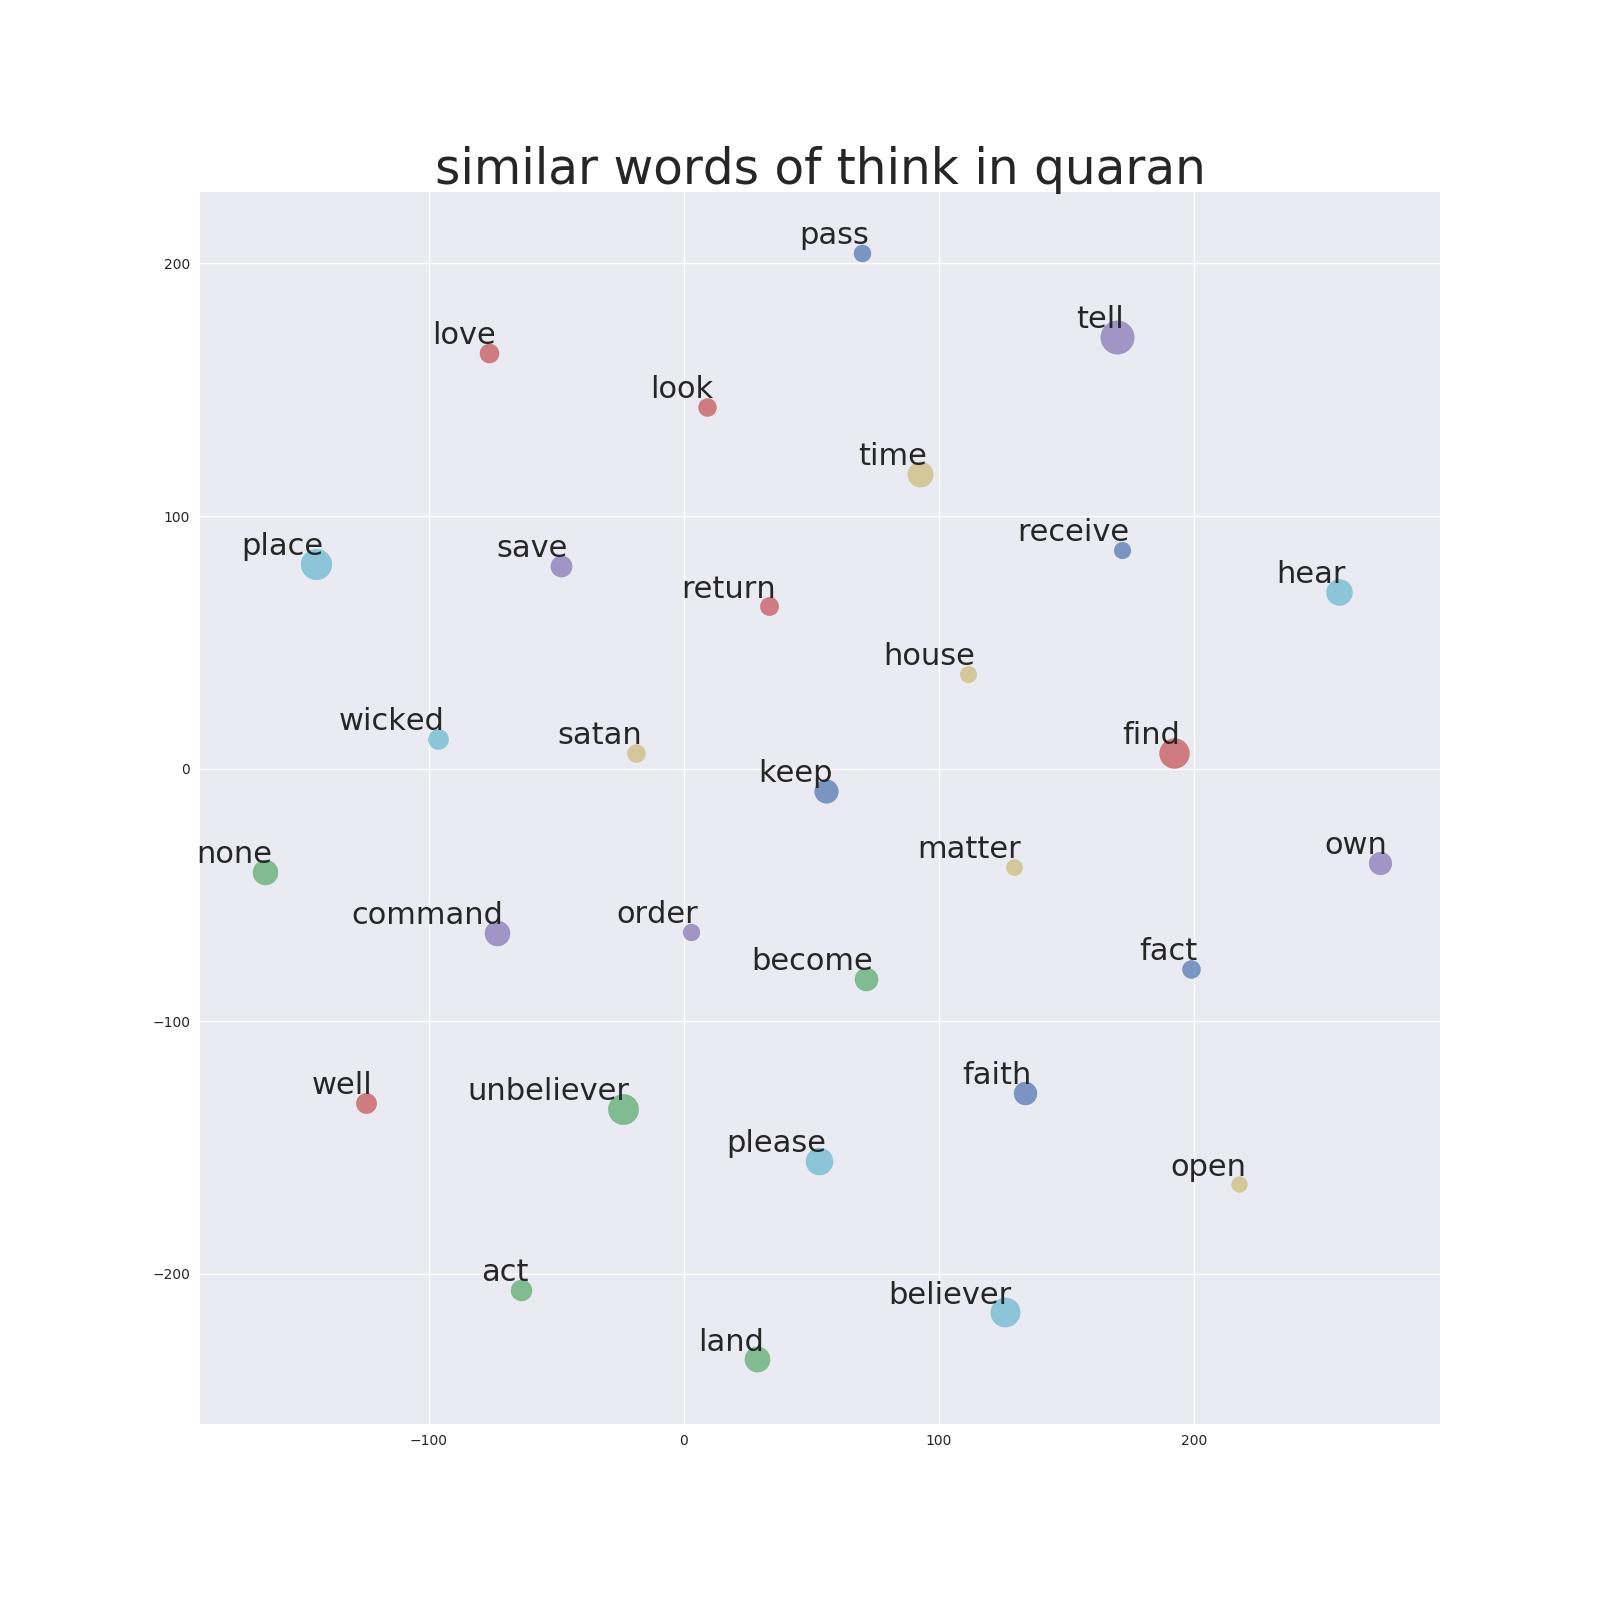 similar words of think in quaran
pass
200
tell
love
look
time
100
receive
place
save
hear
return
house
wicked
satan
find
0
keep
own
matter
none
command
order
fact
become
−100
faith
well
unbeliever
please
open
act
−200
believer
land
−100
0
100
200